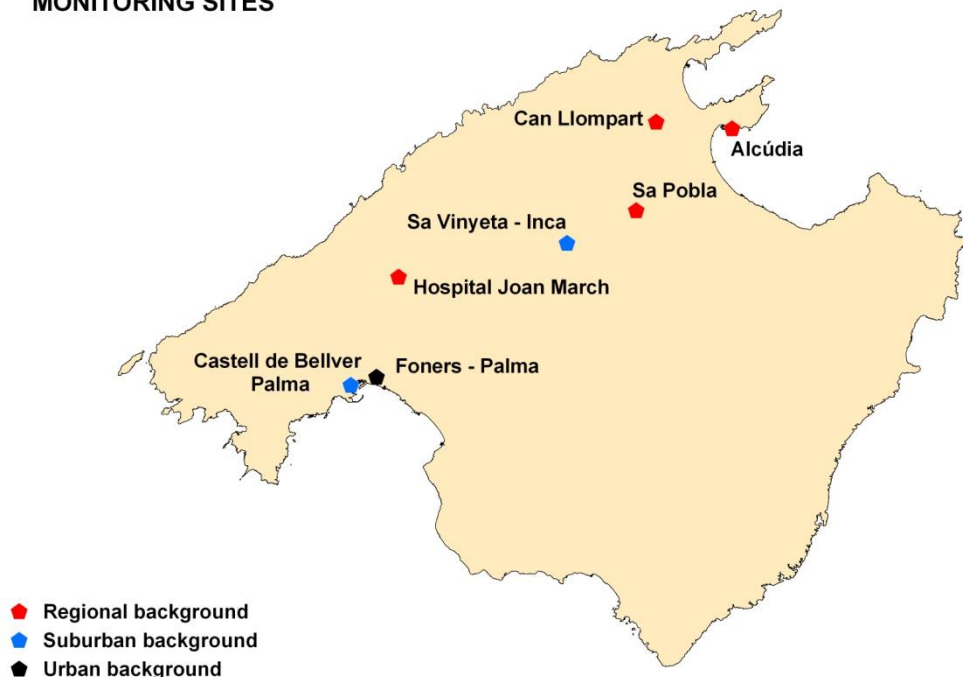 MONITORING SITES
Can Llompart
Alcúdia
Sa Pobla
Sa Vinyeta - Inca
Hospital Joan March
Castell de Bellver
Palma
Foners - Palma
Regional background
Suburban background
Urban background